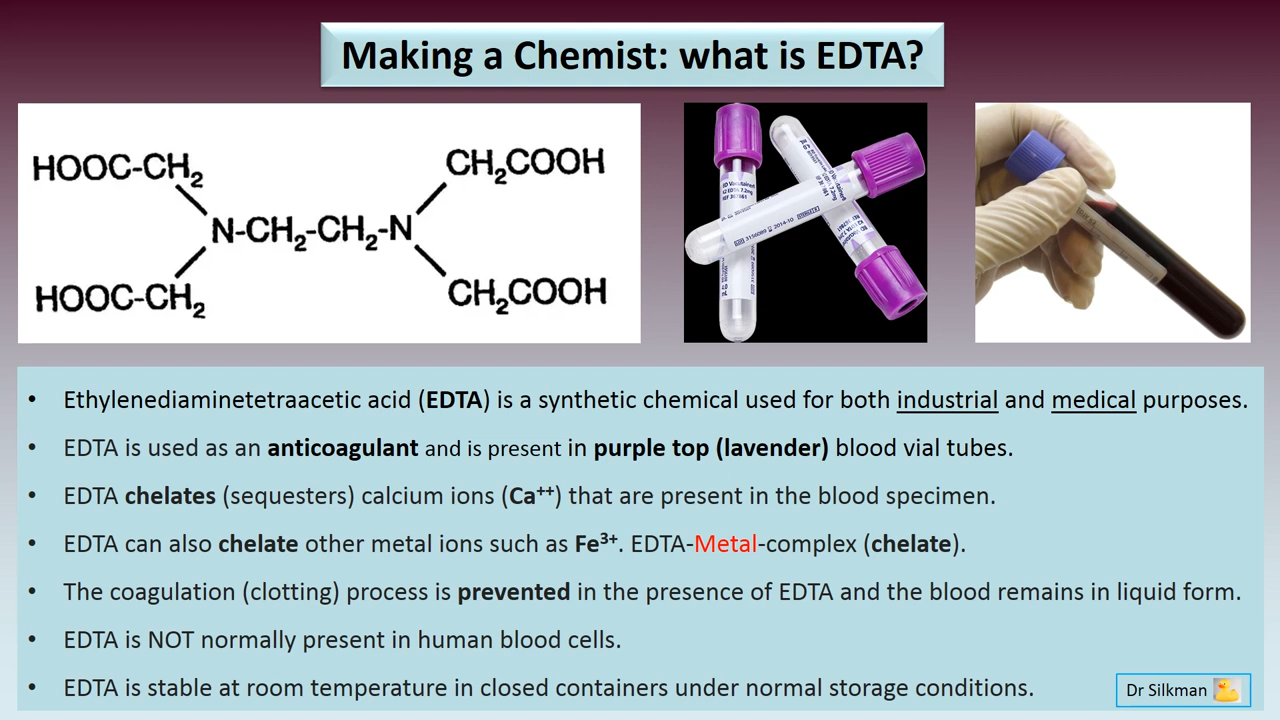 Making a Chemist: what is EDTA?
HOOC-CH₂
CH₂COOH
N-CH₂-CH₂-N
HOOC-CH₂
CH₂COOH
3156089
2014-10
• Ethylenediaminetetraacetic acid (EDTA) is a synthetic chemical used for both industrial and medical purposes.
• EDTA is used as an anticoagulant and is present in purple top (lavender) blood vial tubes.
• EDTA chelates (sequesters) calcium ions (Ca⁺⁺) that are present in the blood specimen.
• EDTA can also chelate other metal ions such as Fe³⁺. EDTA-Metal-complex (chelate).
• The coagulation (clotting) process is prevented in the presence of EDTA and the blood remains in liquid form.
• EDTA is NOT normally present in human blood cells.
• EDTA is stable at room temperature in closed containers under normal storage conditions.
Dr Silkman